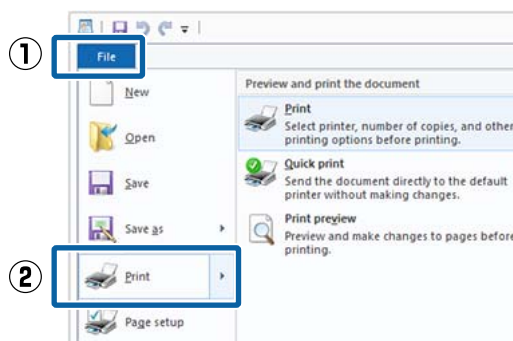 ①
File
New
Open
Save
Save as
②
Print
Page setup
Preview and print the document
Print
Select printer, number of copies, and other
printing options before printing.
Quick print
Send the document directly to the default
printer without making changes.
Print preview
Preview and make changes to pages before
printing.